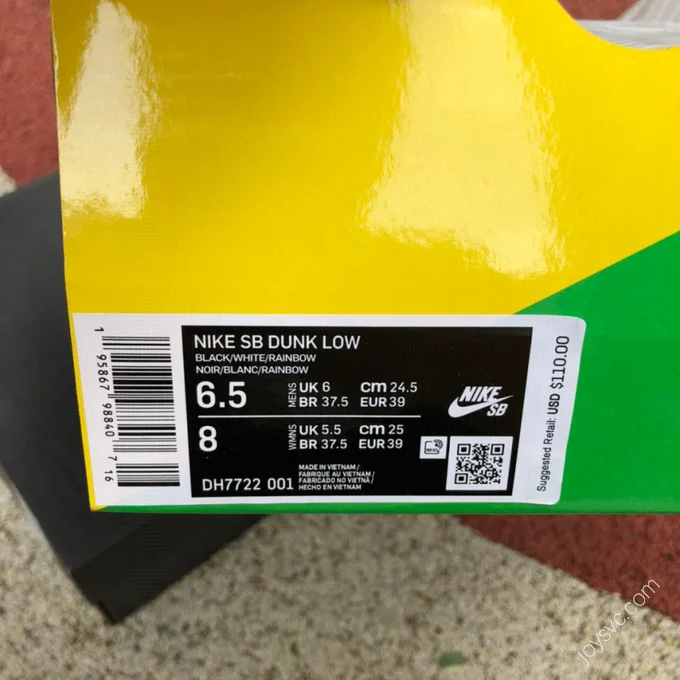 1 95867 98840 7 16
NIKE SB DUNK LOW
BLACK/WHITE/RAINBOW
NOIR/BLANC/RAINBOW
6.5 MENS UK 6 cm 24.5
BR 37.5 EUR 39
8 WMNS UK 5.5 cm 25
BR 37.5 EUR 39
DH7722 001
MADE IN VIETNAM /
FABRIQUE AU VIETNAM /
FABRICADO NO VIETNÃ /
HECHO EN VIETNAM
NIKE
SB
RFID
Suggested Retail: USD $110.00
joysvc.com